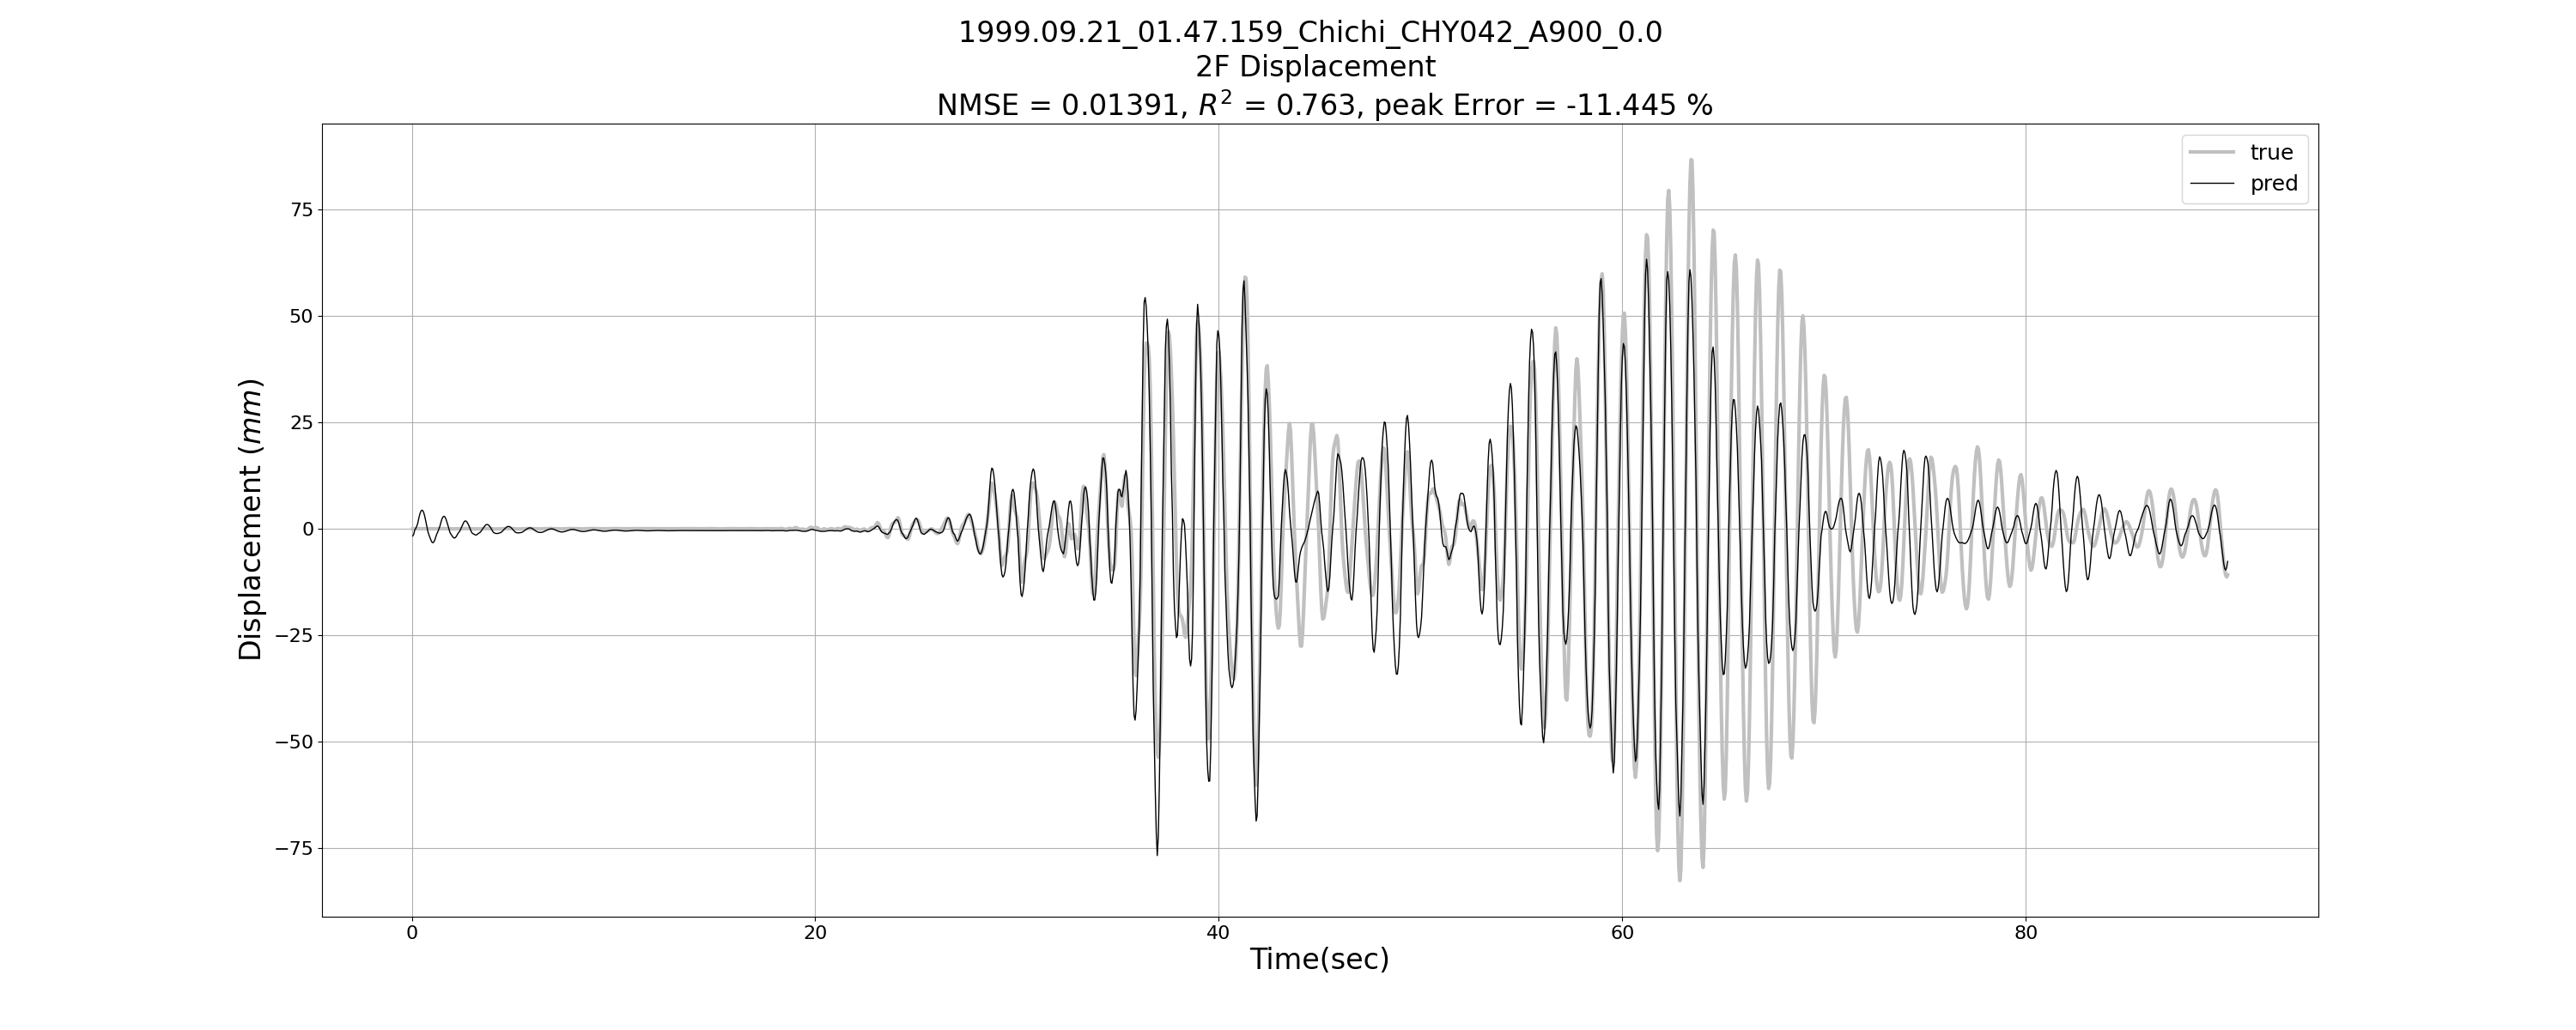 1999.09.21_01.47.159_Chichi_CHY042_A900_0.0
2F Displacement
NMSE = 0.01391, R² = 0.763, peak Error = -11.445 %
true
pred
75
50
25
0
−25
−50
−75
Displacement (mm)
0 20 40 60 80
Time(sec)